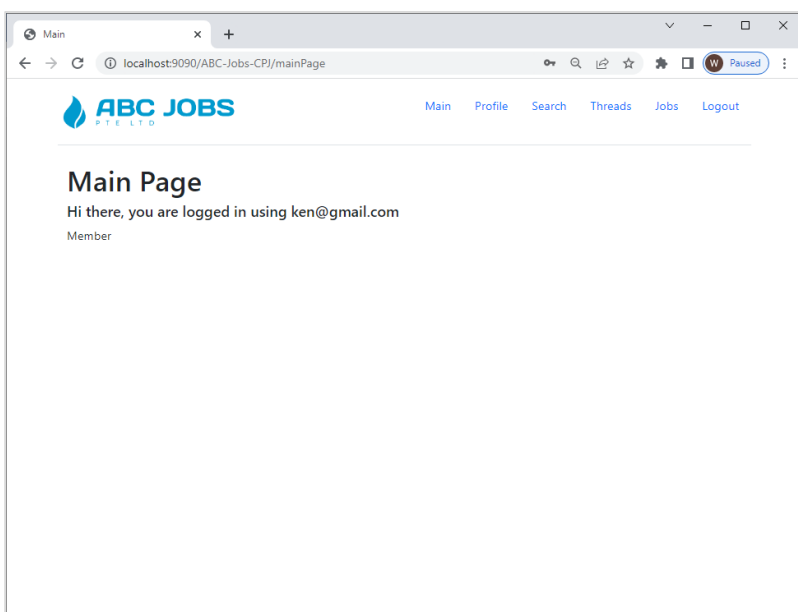 Main
localhost:9090/ABC-Jobs-CPJ/mainPage
W Paused
ABC JOBS
PTE LTD
Main Profile Search Threads Jobs Logout
Main Page
Hi there, you are logged in using ken@gmail.com
Member